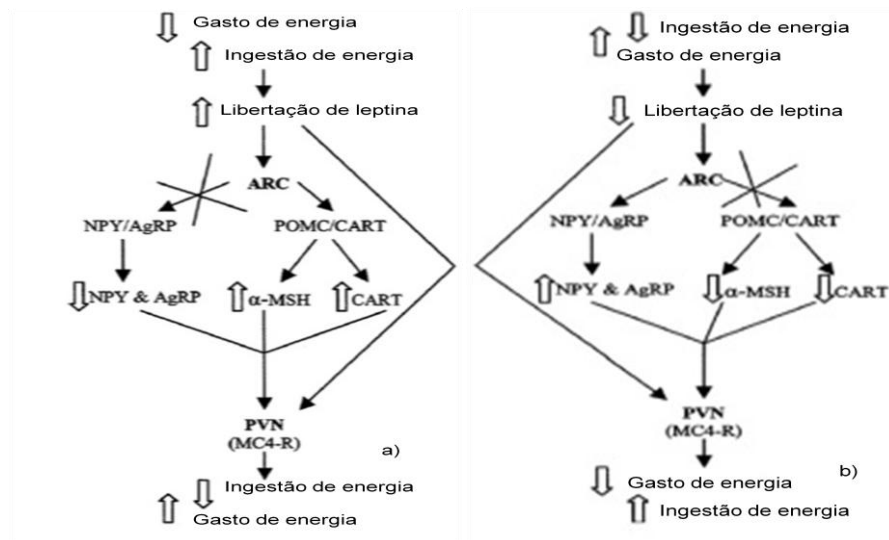 Gasto de energia
Ingestão de energia
Libertação de leptina
ARC
NPY/AgRP
POMC/CART
NPY & AgRP
α-MSH
CART
PVN
(MC4-R)
a)
Ingestão de energia
Gasto de energia
Ingestão de energia
Gasto de energia
Libertação de leptina
ARC
NPY/AgRP
POMC/CART
NPY & AgRP
α-MSH
CART
PVN
(MC4-R)
b)
Gasto de energia
Ingestão de energia